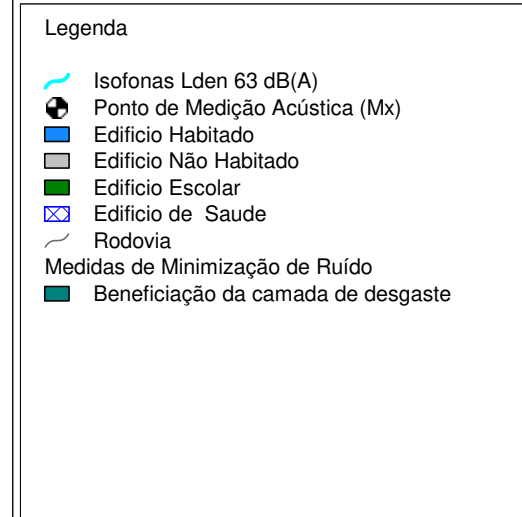 Legenda
Isofonas Lden 63 dB(A)
Ponto de Medição Acústica (Mx)
Edificio Habitado
Edificio Não Habitado
Edificio Escolar
Edificio de Saude
Rodovia
Medidas de Minimização de Ruído
Beneficiação da camada de desgaste